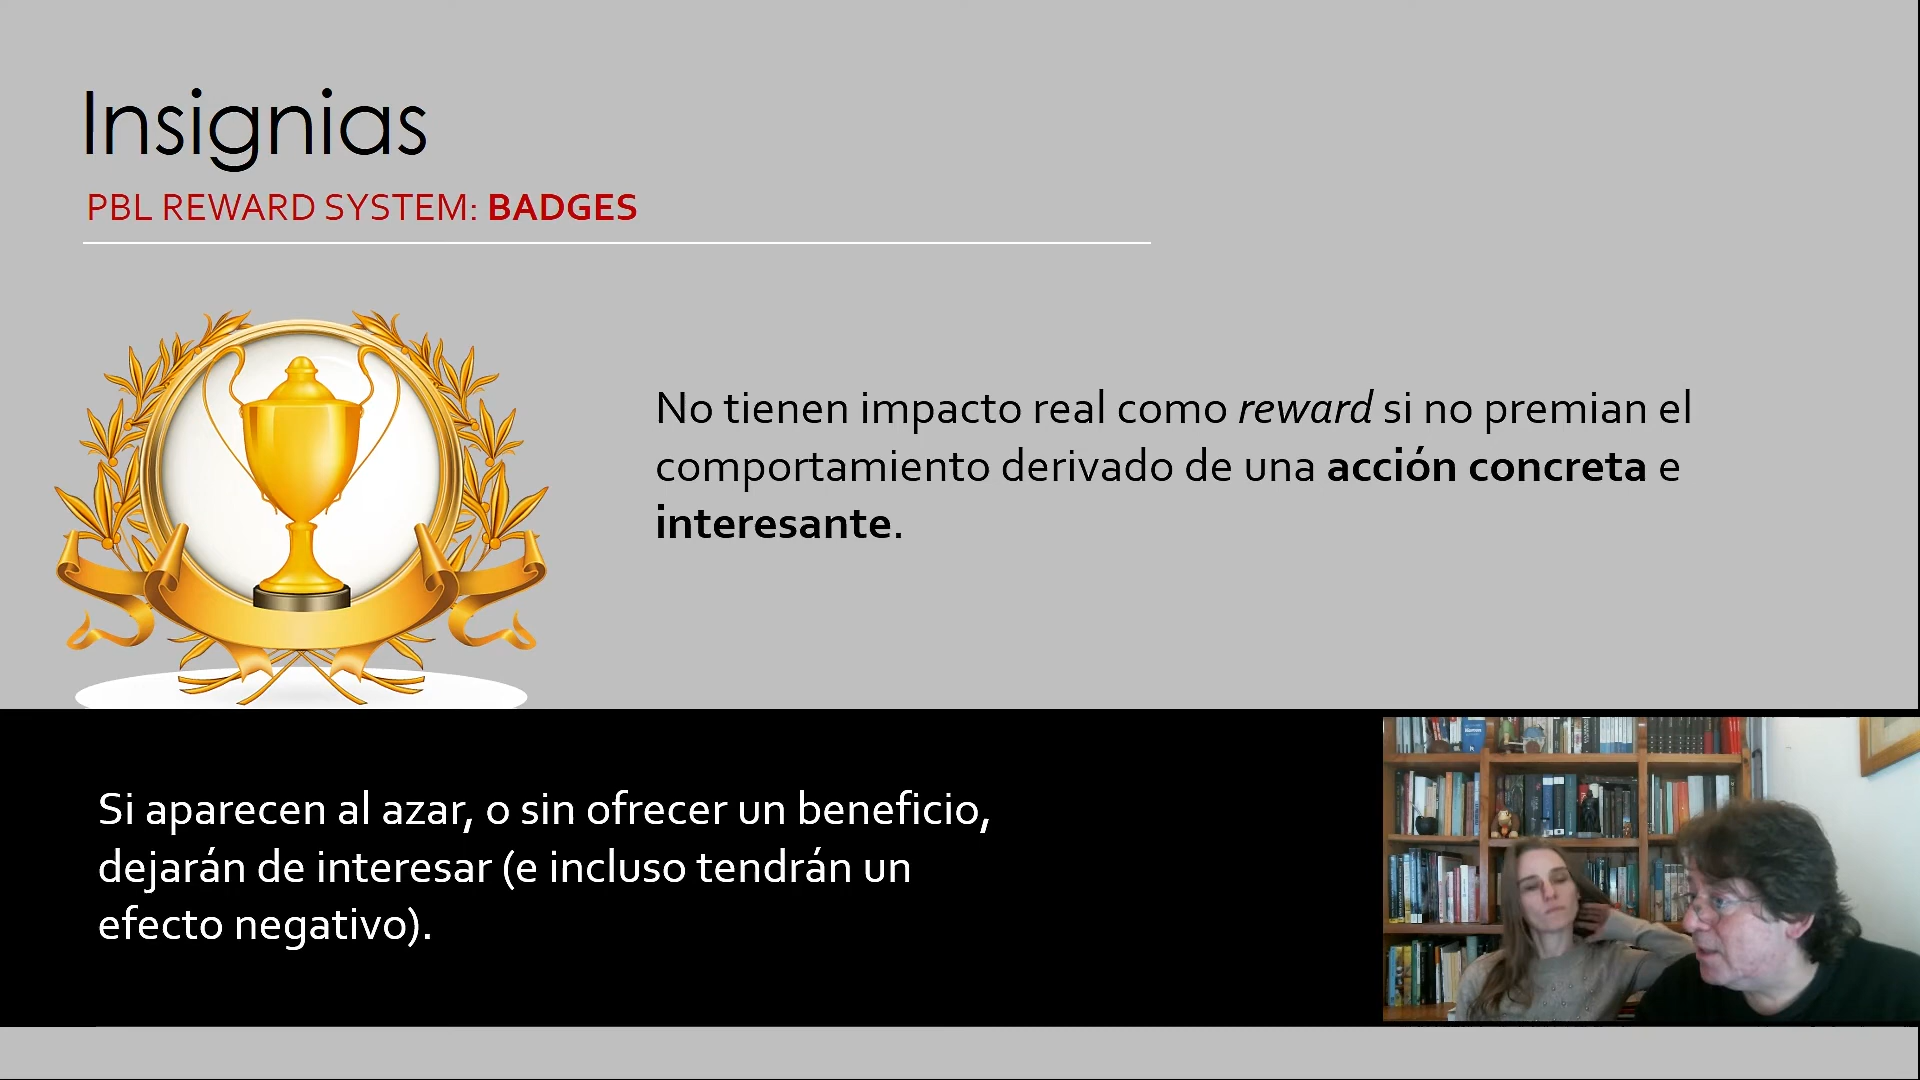 Insignias
PBL REWARD SYSTEM: BADGES
No tienen impacto real como reward si no premian el
comportamiento derivado de una acción concreta e
interesante.
Si aparecen al azar, o sin ofrecer un beneficio,
dejarán de interesar (e incluso tendrán un
efecto negativo).